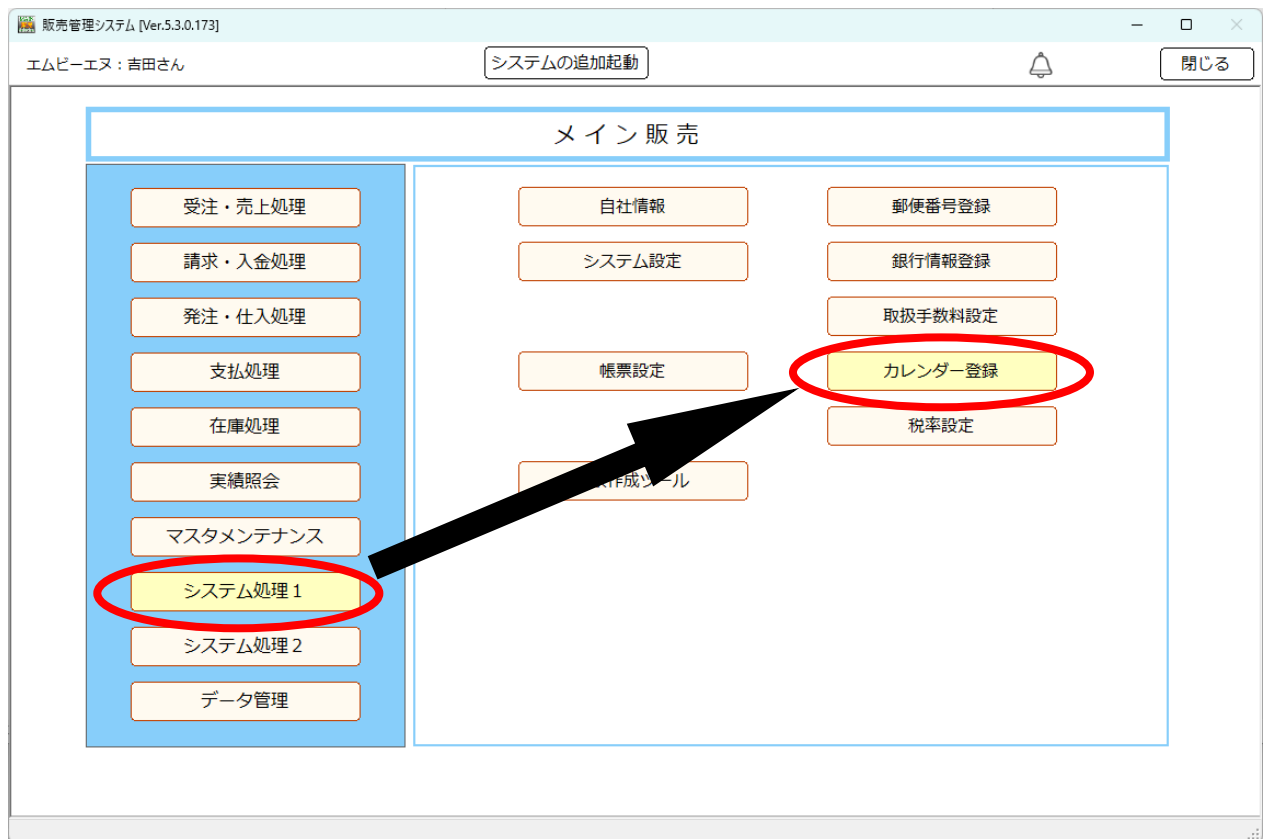 販売管理システム [Ver.5.3.0.173]
エムビーエヌ：吉田さん
システムの追加起動
閉じる
メイン販売
受注・売上処理
請求・入金処理
発注・仕入処理
支払処理
在庫処理
実績照会
マスタメンテナンス
システム処理１
システム処理２
データ管理
自社情報
システム設定
帳票設定
作成ツール
郵便番号登録
銀行情報登録
取扱手数料設定
カレンダー登録
税率設定